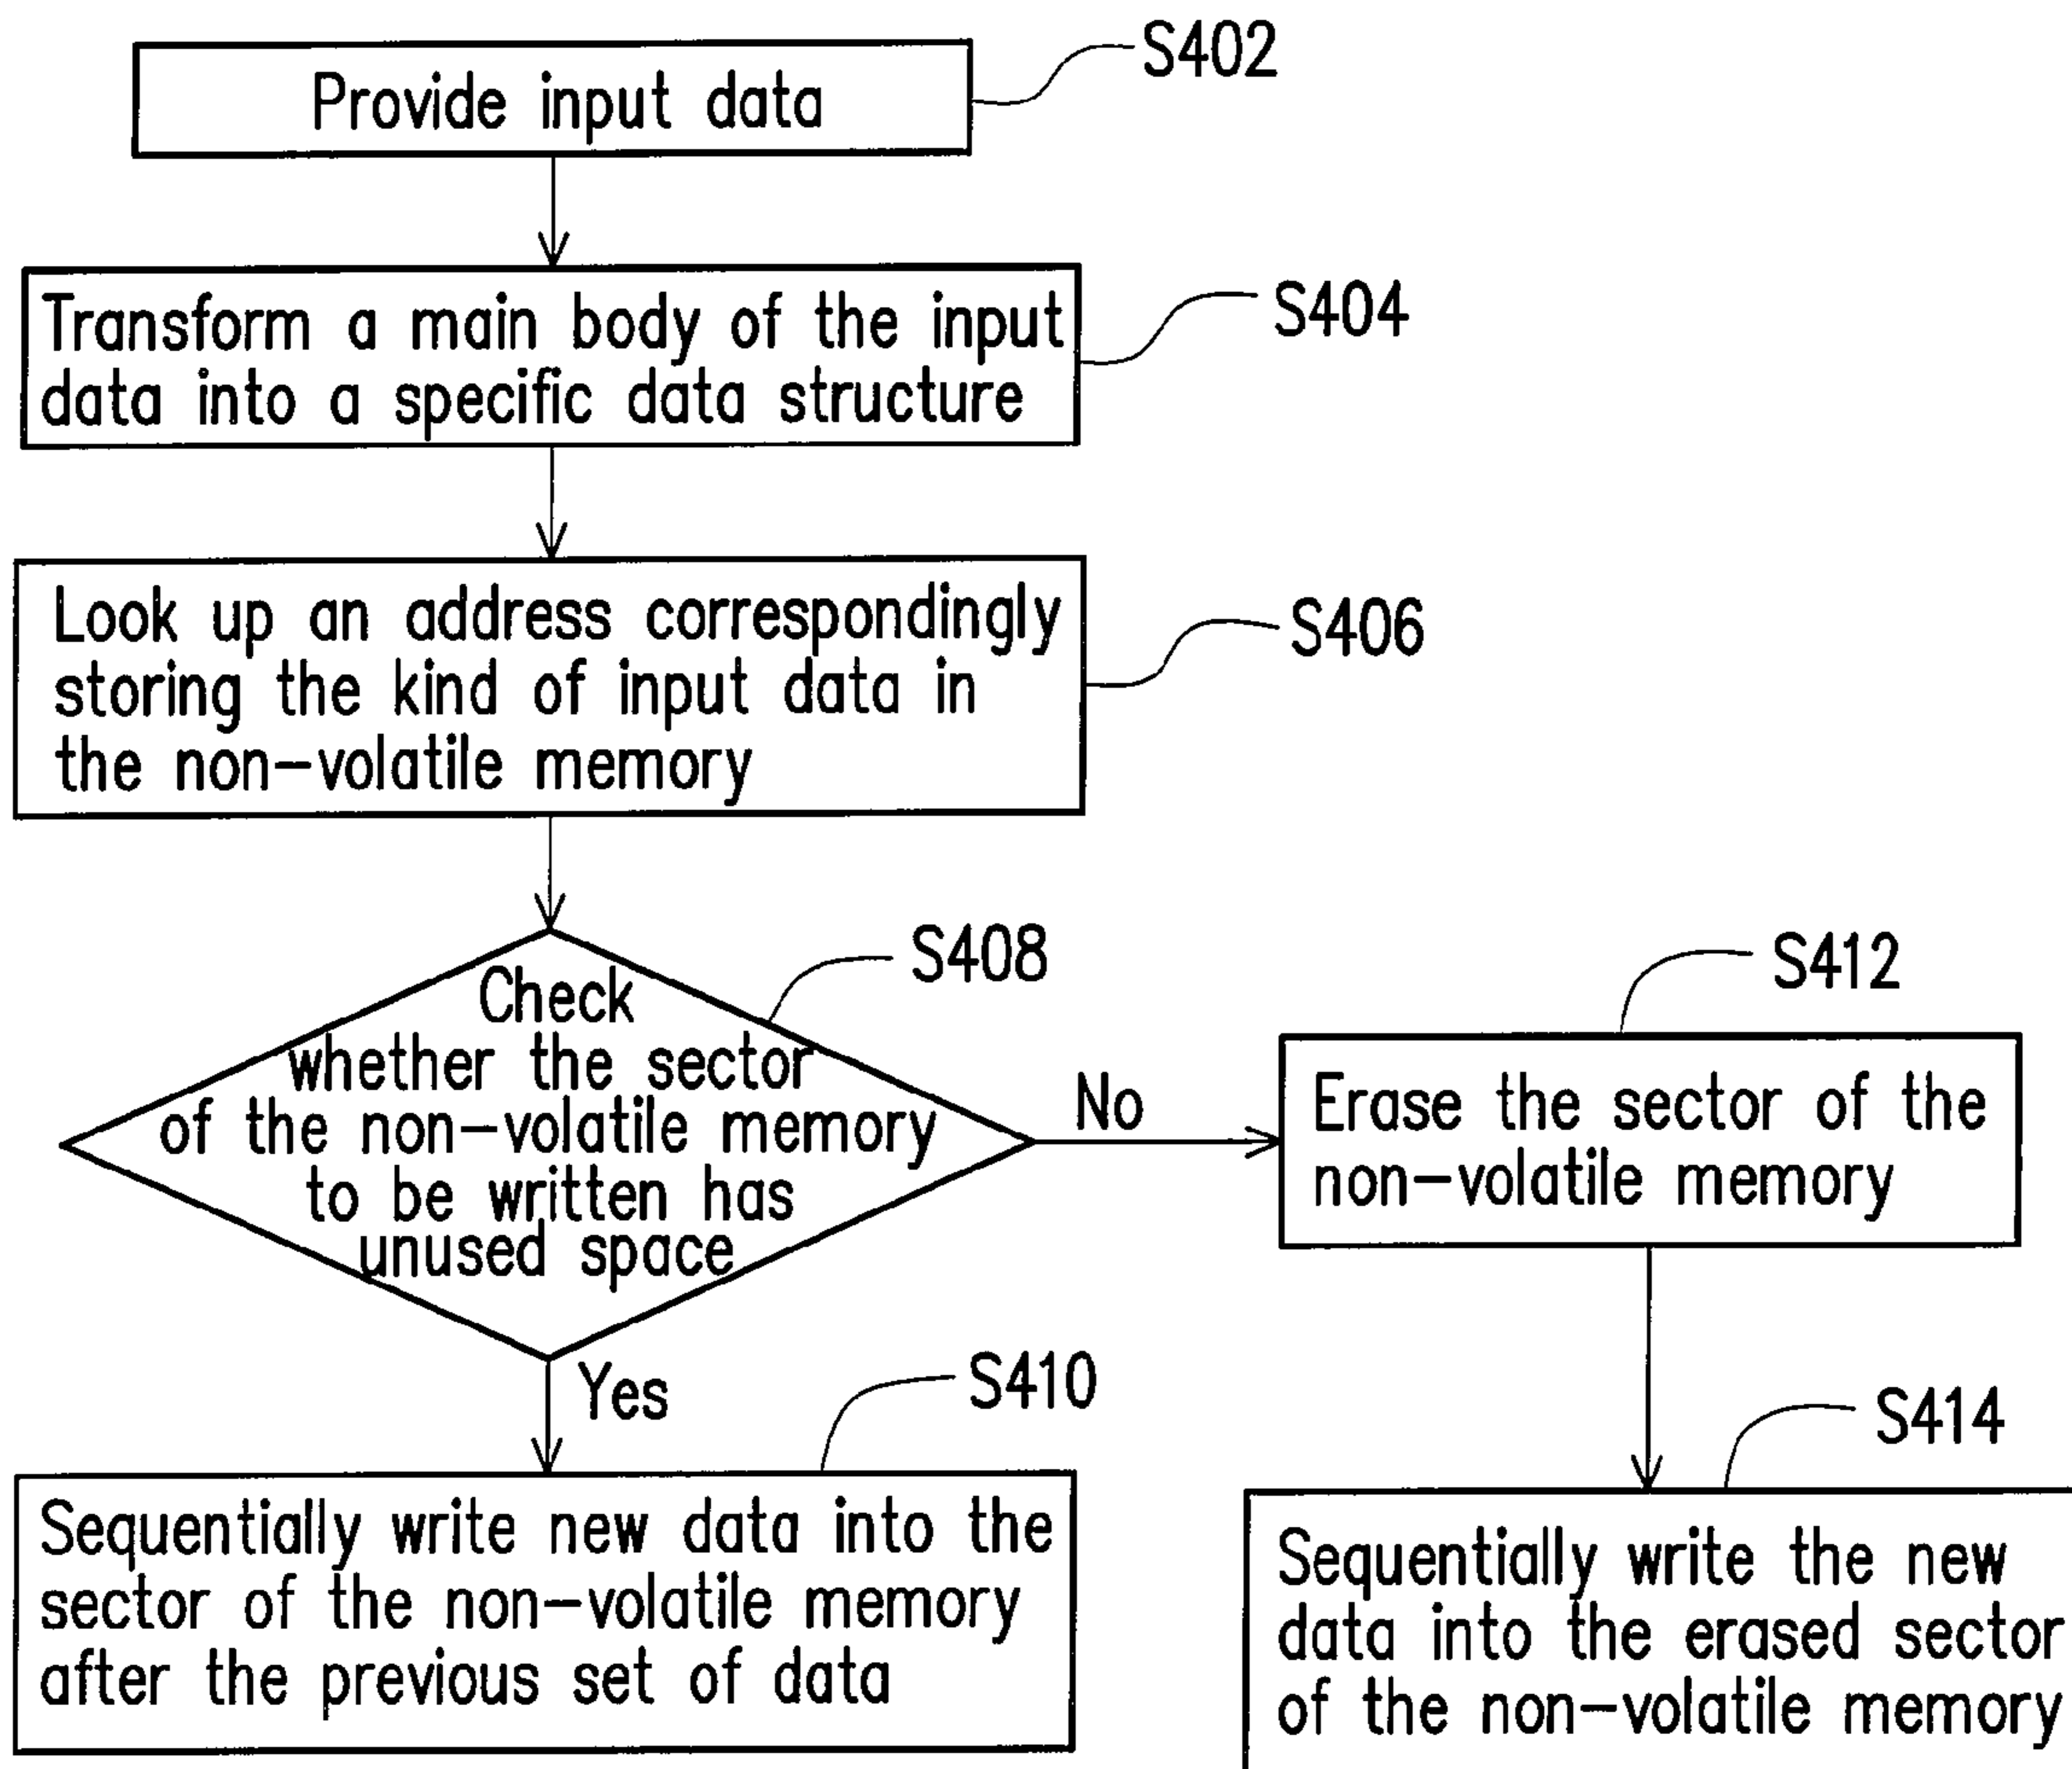 Provide input data
S402
Transform a main body of the input
data into a specific data structure
S404
Look up an address correspondingly
storing the kind of input data in
the non-volatile memory
S406
Check
whether the sector
of the non-volatile memory
to be written has
unused space
S408
No
S412
Erase the sector of the
non-volatile memory
Yes
S410
Sequentially write new data into the
sector of the non-volatile memory
after the previous set of data
S414
Sequentially write the new
data into the erased sector
of the non-volatile memory